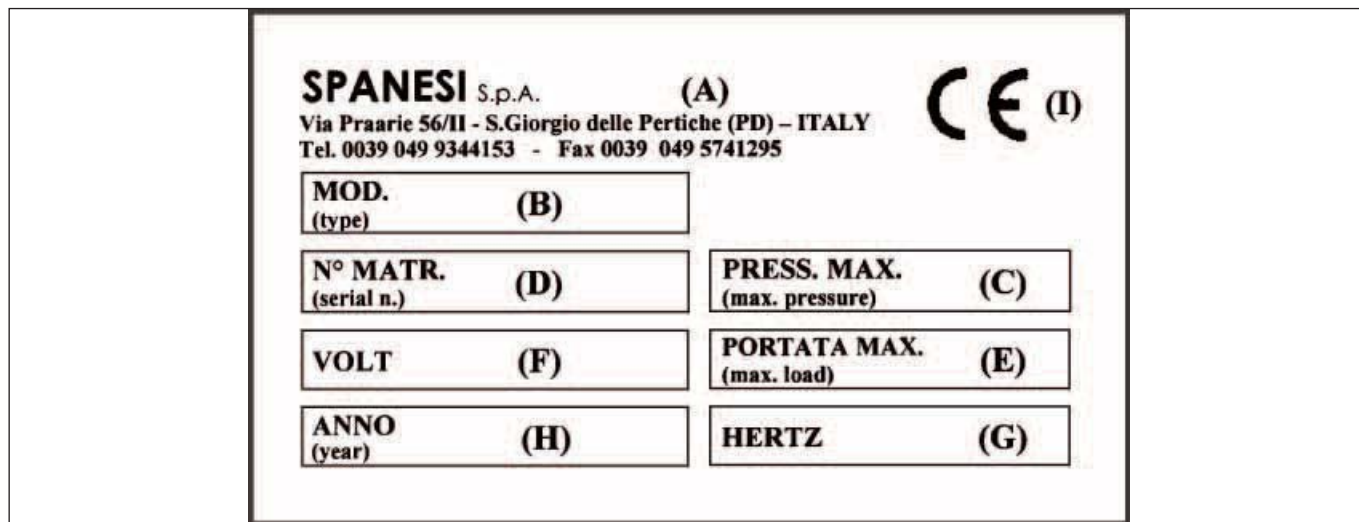 SPANESI S.p.A. (A)
CE (I)
Via Praarie 56/II - S.Giorgio delle Pertiche (PD) – ITALY
Tel. 0039 049 9344153 - Fax 0039 049 5741295
MOD. (B)
(type)
N° MATR. (D)
(serial n.)
PRESS. MAX. (C)
(max. pressure)
VOLT (F)
PORTATA MAX. (E)
(max. load)
ANNO (H)
(year)
HERTZ (G)